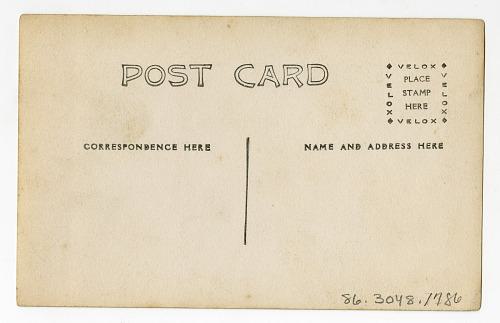 POST CARD
VELOX
VELOX
PLACE
STAMP
HERE
VELOX
VELOX
CORRESPONDENCE HERE
NAME AND ADDRESS HERE
86.3048.1786